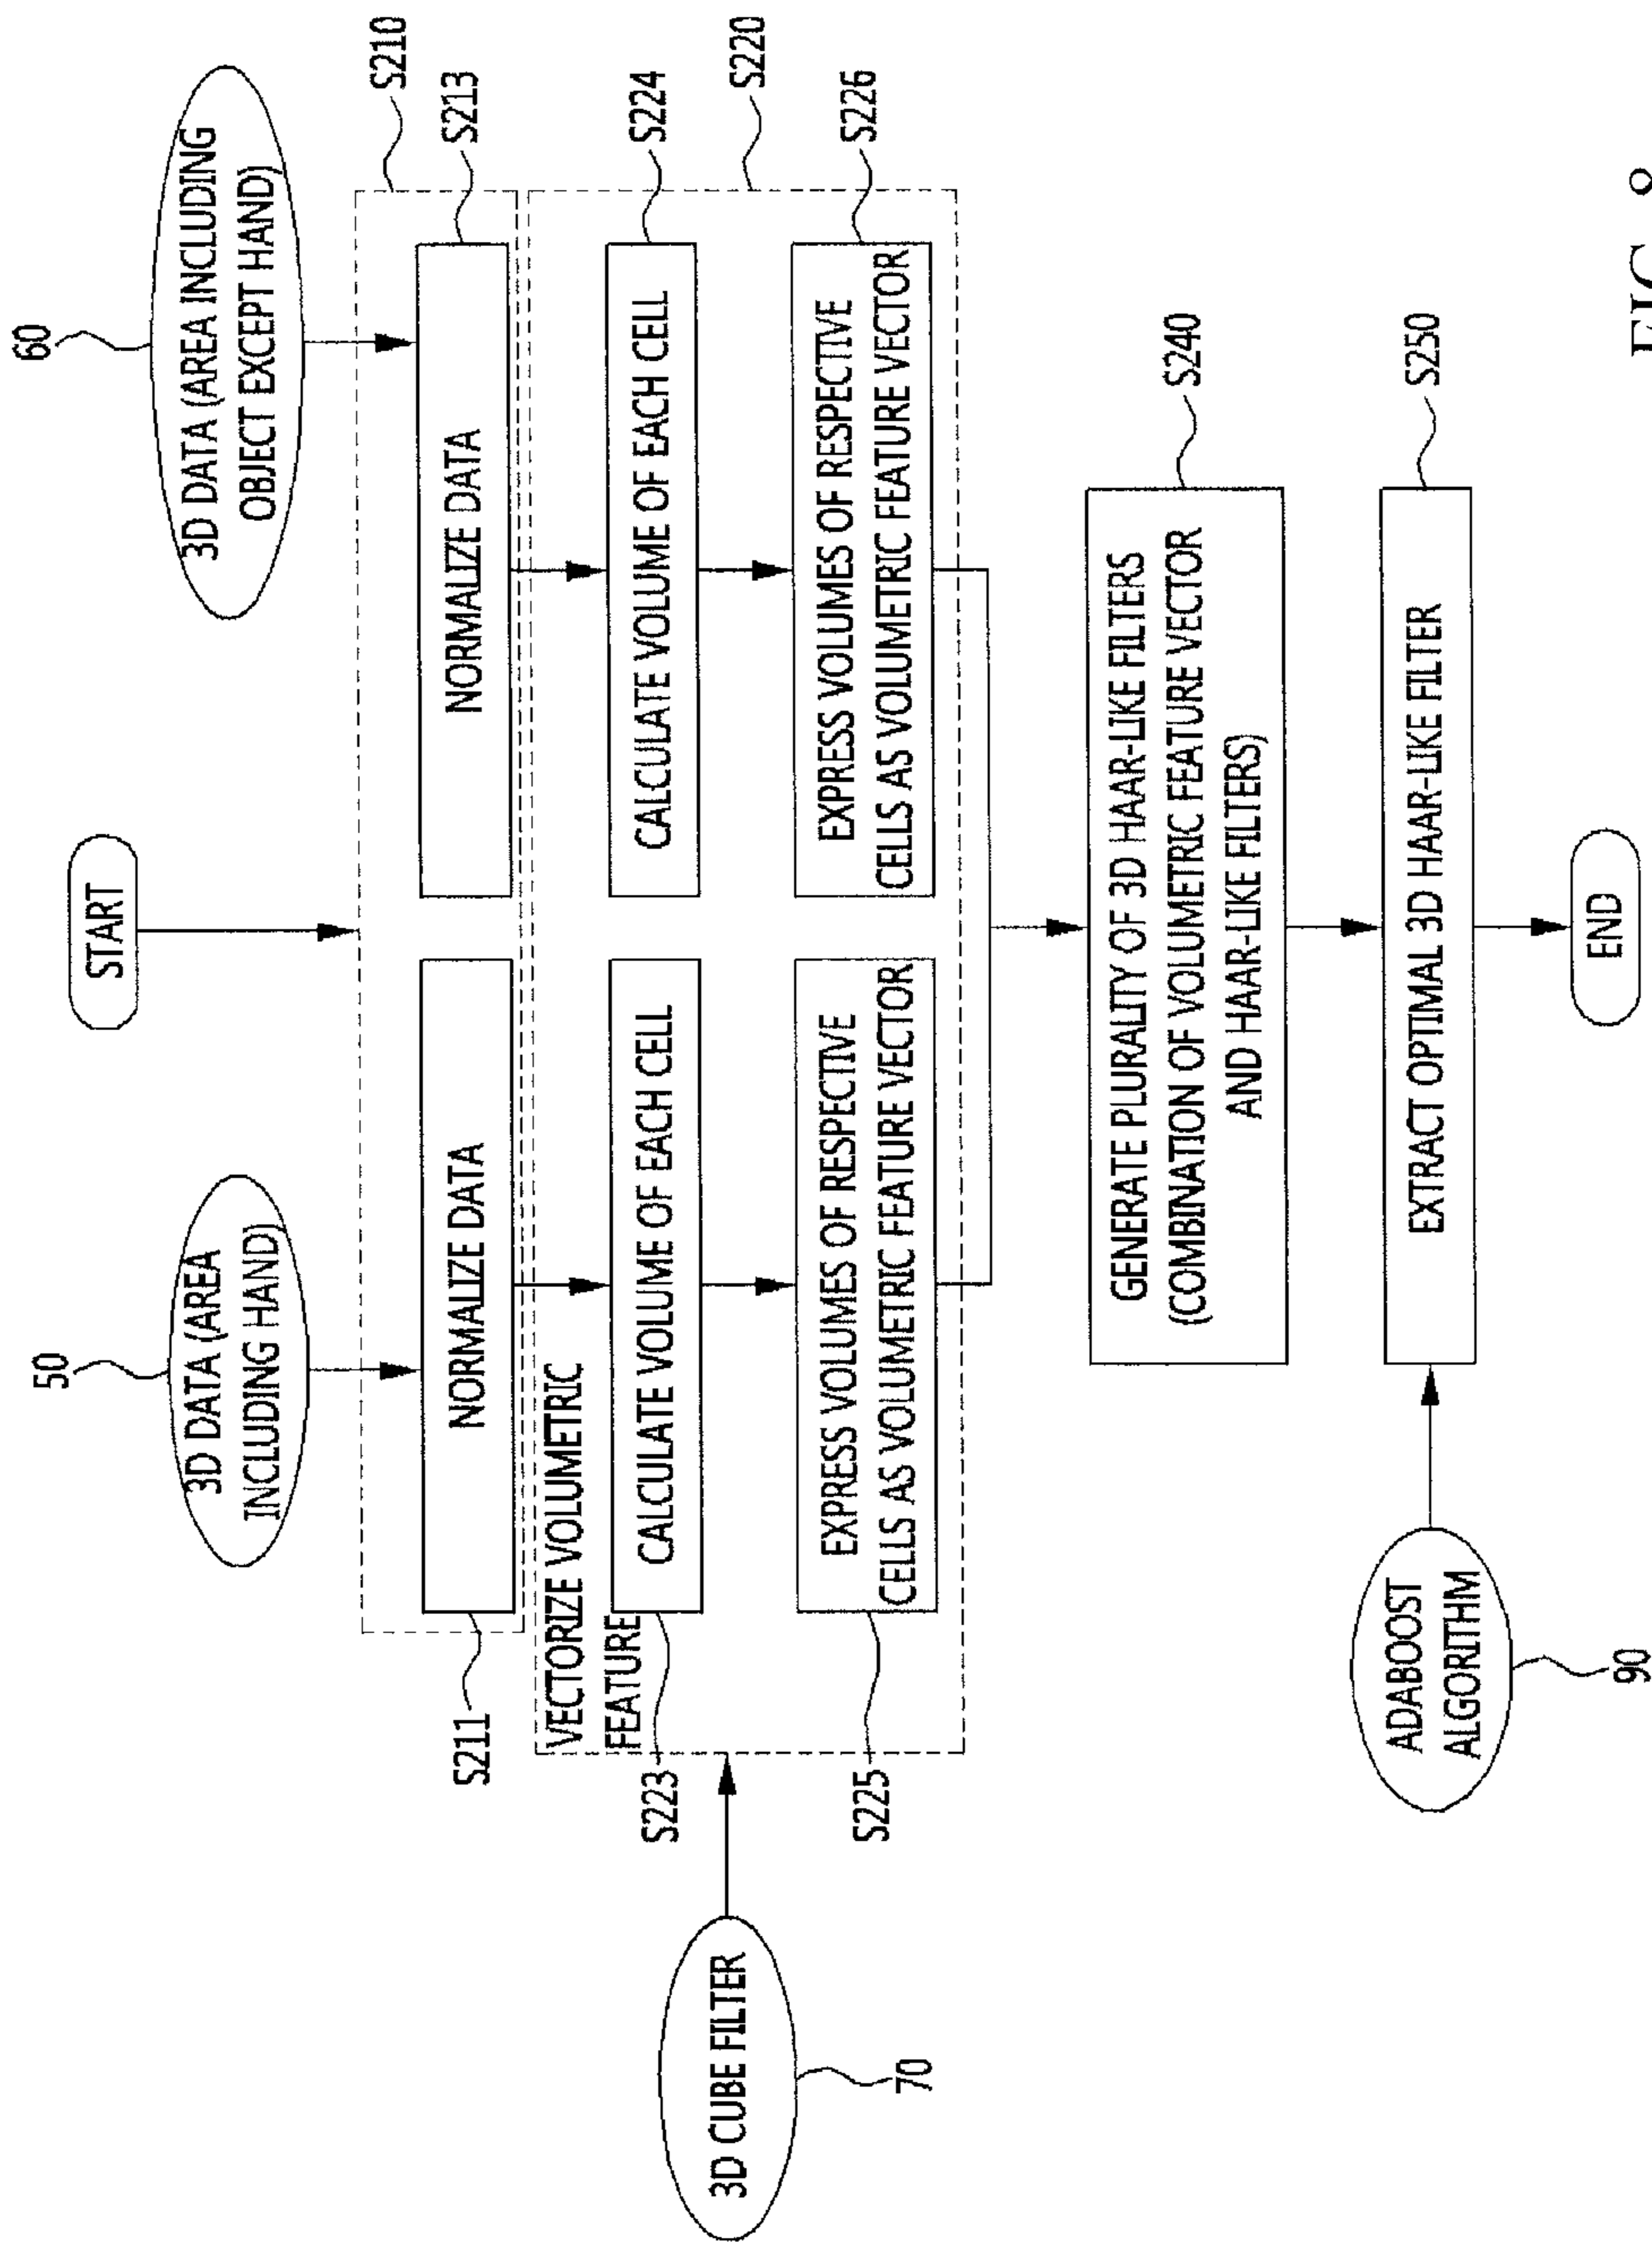 START
50
60
3D DATA (AREA
INCLUDING HAND)
3D DATA (AREA INCLUDING
OBJECT EXCEPT HAND)
S210
S211
NORMALIZE DATA
NORMALIZE DATA
S213
VECTORIZE VOLUMETRIC
FEATURE
S223
CALCULATE VOLUME OF EACH CELL
CALCULATE VOLUME OF EACH CELL
S224
3D CUBE FILTER
70
S220
S225
EXPRESS VOLUMES OF RESPECTIVE
CELLS AS VOLUMETRIC FEATURE VECTOR
EXPRESS VOLUMES OF RESPECTIVE
CELLS AS VOLUMETRIC FEATURE VECTOR
S226
GENERATE PLURALITY OF 3D HAAR-LIKE FILTERS
(COMBINATION OF VOLUMETRIC FEATURE VECTOR
AND HAAR-LIKE FILTERS)
S240
ADABOOST
ALGORITHM
90
EXTRACT OPTIMAL 3D HAAR-LIKE FILTER
S250
END
FIG. 8